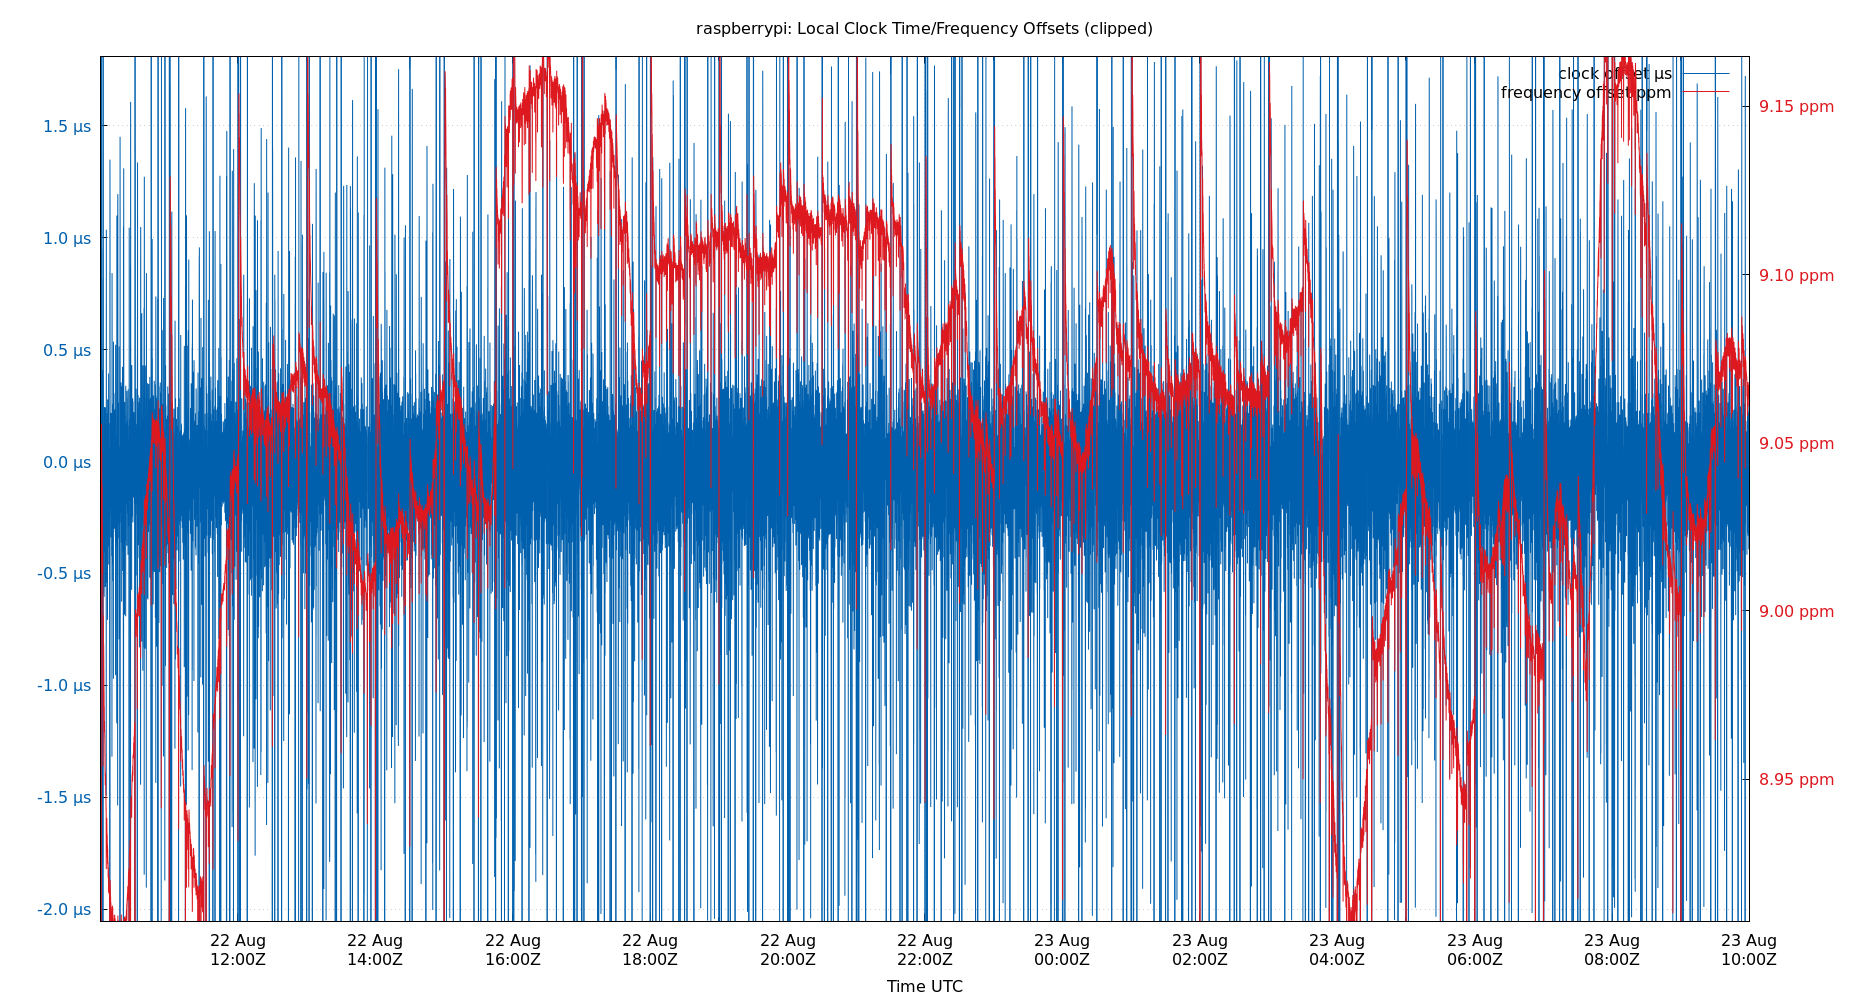 raspberrypi: Local Clock Time/Frequency Offsets (clipped)
clock offset µs
frequency offset ppm
1.5 µs
1.0 µs
0.5 µs
0.0 µs
-0.5 µs
-1.0 µs
-1.5 µs
-2.0 µs
9.15 ppm
9.10 ppm
9.05 ppm
9.00 ppm
8.95 ppm
22 Aug 22 Aug 22 Aug 22 Aug 22 Aug 22 Aug 23 Aug 23 Aug 23 Aug 23 Aug 23 Aug 23 Aug
12:00Z 14:00Z 16:00Z 18:00Z 20:00Z 22:00Z 00:00Z 02:00Z 04:00Z 06:00Z 08:00Z 10:00Z
Time UTC